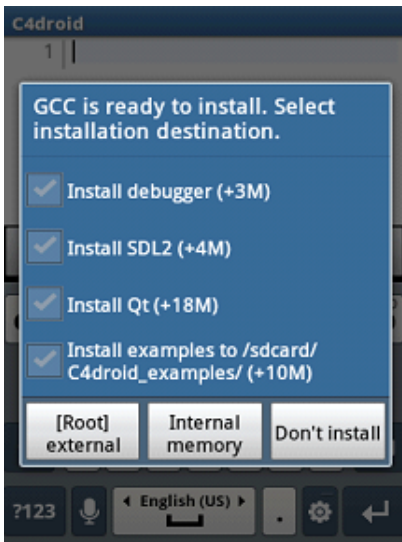 C4droid
1
GCC is ready to install. Select
installation destination.
Install debugger (+3M)
Install SDL2 (+4M)
Install Qt (+18M)
Install examples to /sdcard/
C4droid_examples/ (+10M)
[Root]
external
Internal
memory
Don't install
?123
English (US)
.